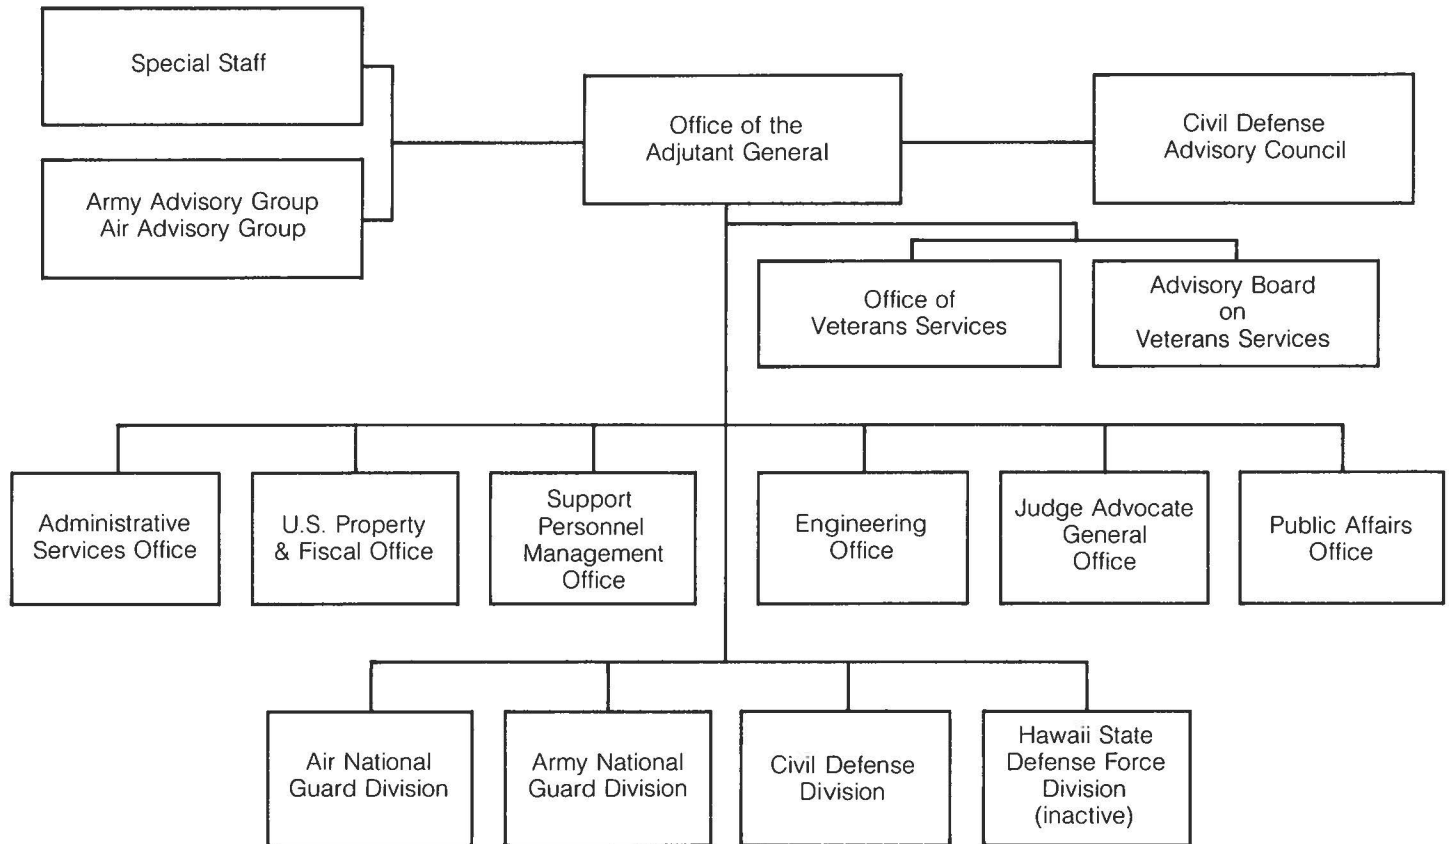 Special Staff
Office of the
Adjutant General
Civil Defense
Advisory Council
Army Advisory Group
Air Advisory Group
Office of
Veterans Services
Advisory Board
on
Veterans Services
Administrative
Services Office
U.S. Property
& Fiscal Office
Support
Personnel
Management
Office
Engineering
Office
Judge Advocate
General
Office
Public Affairs
Office
Air National
Guard Division
Army National
Guard Division
Civil Defense
Division
Hawaii State
Defense Force
Division
(inactive)